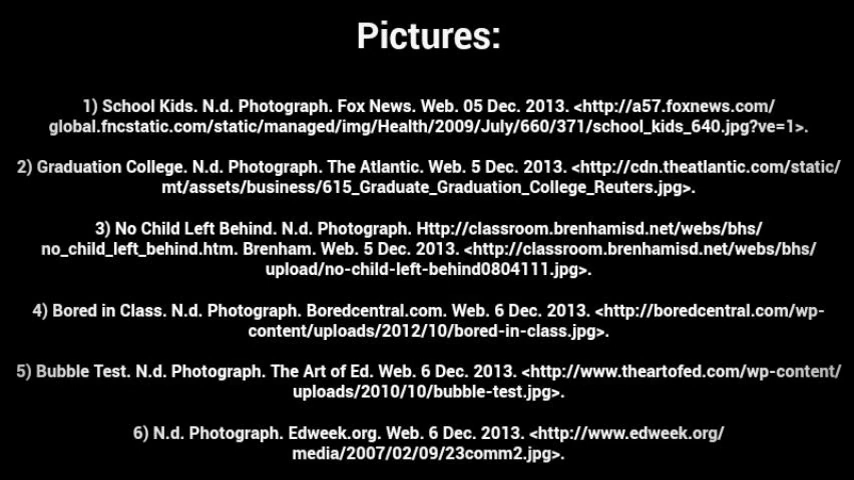 Pictures:
1) School Kids. N.d. Photograph. Fox News. Web. 05 Dec. 2013. <http://a57.foxnews.com/
global.fncstatic.com/static/managed/img/Health/2009/July/660/371/school_kids_640.jpg?ve=1>.
2) Graduation College. N.d. Photograph. The Atlantic. Web. 5 Dec. 2013. <http://cdn.theatlantic.com/static/
mt/assets/business/615_Graduate_Graduation_College_Reuters.jpg>.
3) No Child Left Behind. N.d. Photograph. Http://classroom.brenhamisd.net/webs/bhs/
no_child_left_behind.htm. Brenham. Web. 5 Dec. 2013. <http://classroom.brenhamisd.net/webs/bhs/
upload/no-child-left-behind0804111.jpg>.
4) Bored in Class. N.d. Photograph. Boredcentral.com. Web. 6 Dec. 2013. <http://boredcentral.com/wp-
content/uploads/2012/10/bored-in-class.jpg>.
5) Bubble Test. N.d. Photograph. The Art of Ed. Web. 6 Dec. 2013. <http://www.theartofed.com/wp-content/
uploads/2010/10/bubble-test.jpg>.
6) N.d. Photograph. Edweek.org. Web. 6 Dec. 2013. <http://www.edweek.org/
media/2007/02/09/23comm2.jpg>.